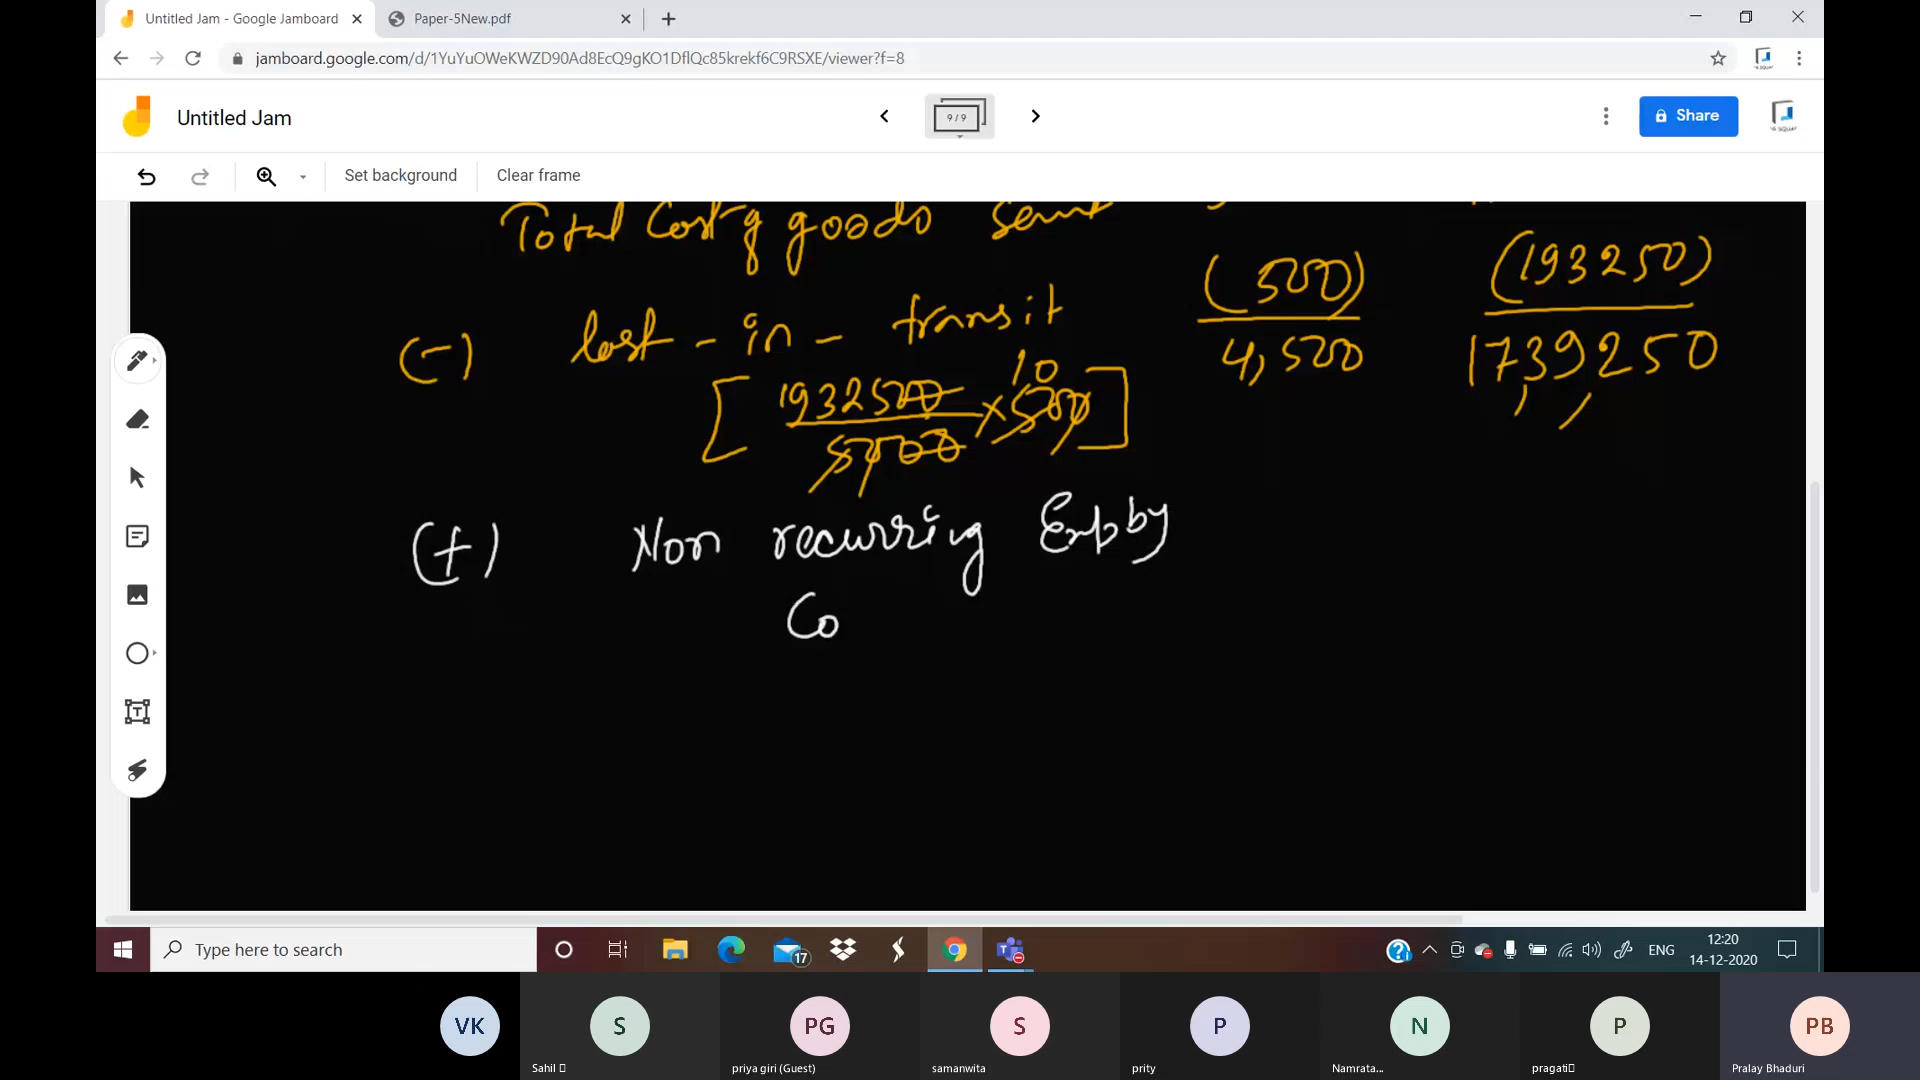 Untitled Jam - Google Jamboard
Paper-5New.pdf
jamboard.google.com/d/1YuYuOWeKWZD90Ad8EcQ9gKO1DflQc85krekf6C9RSXE/viewer?f=8
Untitled Jam
9 / 9
Share
Set background
Clear frame
Total Cost of goods sent
(-) lost - in - transit (500) (193250)
4,500 1739250
[ 1932500 / 5000 × 500 ] 10
(+) Non recurring Exp by
Co
Type here to search
17
ENG
12:20
14-12-2020
VK
S
PG
S
P
N
P
PB
Sahil
priya giri (Guest)
samanwita
prity
Namrata...
pragati
Pralay Bhaduri